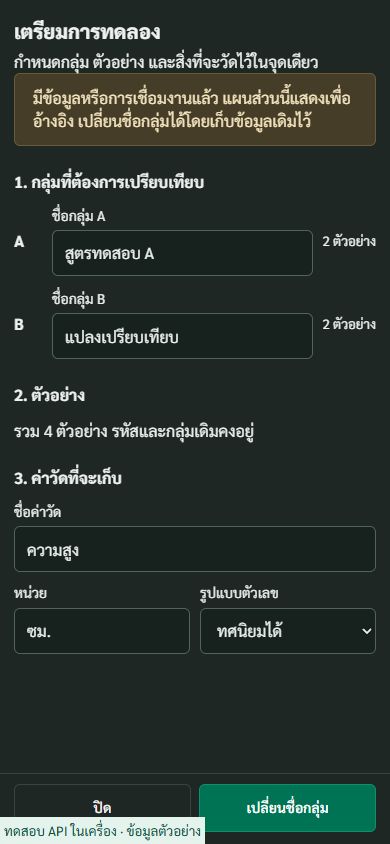 เตรียมการทดลอง
กำหนดกลุ่ม ตัวอย่าง และสิ่งที่จะวัดไว้ในจุดเดียว
มีข้อมูลหรือการเชื่อมงานแล้ว แผนส่วนนี้แสดงเพื่อ
อ้างอิง เปลี่ยนชื่อกลุ่มได้โดยเก็บข้อมูลเดิมไว้
1. กลุ่มที่ต้องการเปรียบเทียบ
ชื่อกลุ่ม A
A
สูตรทดสอบ A
2 ตัวอย่าง
ชื่อกลุ่ม B
B
แปลงเปรียบเทียบ
2 ตัวอย่าง
2. ตัวอย่าง
รวม 4 ตัวอย่าง รหัสและกลุ่มเดิมคงอยู่
3. ค่าวัดที่จะเก็บ
ชื่อค่าวัด
ความสูง
หน่วย
รูปแบบตัวเลข
ซม.
ทศนิยมได้
ปิด
เปลี่ยนชื่อกลุ่ม
ทดสอบ API ในเครื่อง · ข้อมูลตัวอย่าง